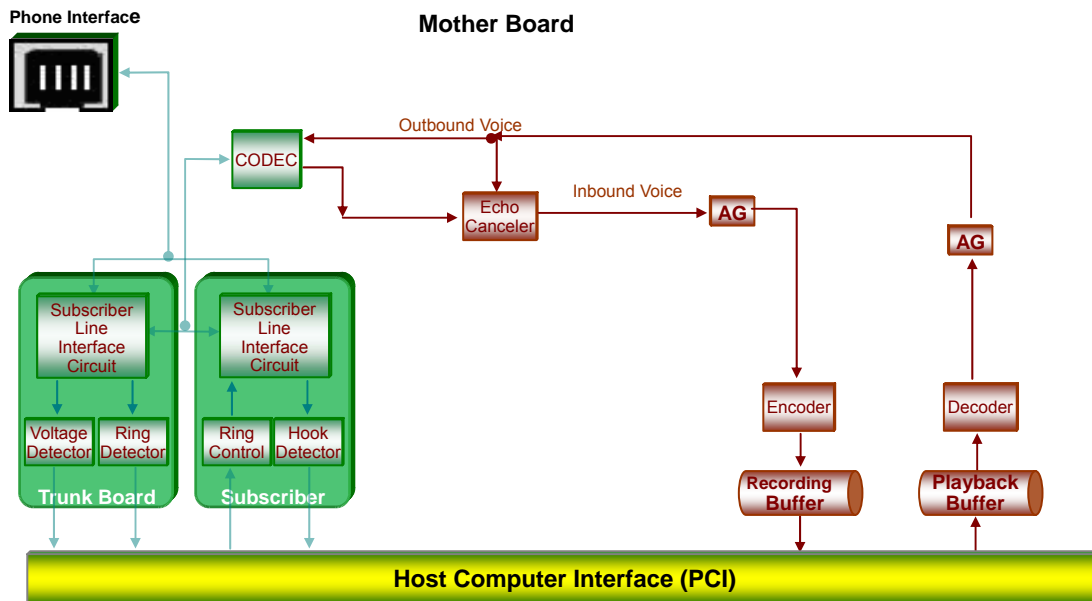 Phone Interface
Mother Board
Outbound Voice
CODEC
Inbound Voice
Echo
Canceler
AG
AG
Subscriber
Line
Interface
Circuit
Subscriber
Line
Interface
Circuit
Voltage
Detector
Ring
Detector
Ring
Control
Hook
Detector
Trunk Board
Subscriber
Encoder
Decoder
Recording
Buffer
Playback
Buffer
Host Computer Interface (PCI)